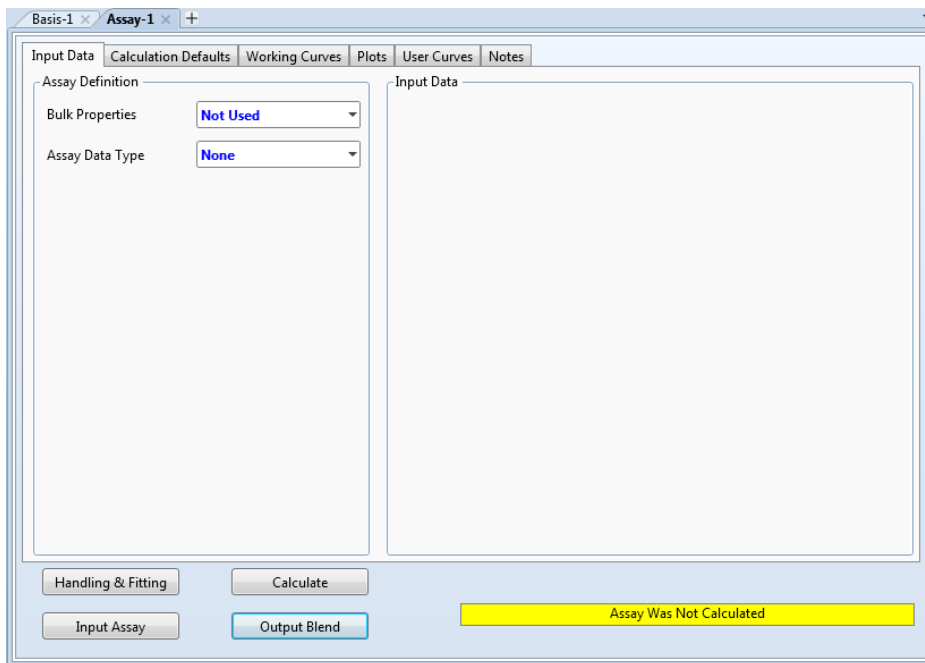 Basis-1 Assay-1
Input Data Calculation Defaults Working Curves Plots User Curves Notes
Assay Definition
Bulk Properties Not Used
Assay Data Type None
Input Data
Handling & Fitting Calculate
Input Assay Output Blend
Assay Was Not Calculated